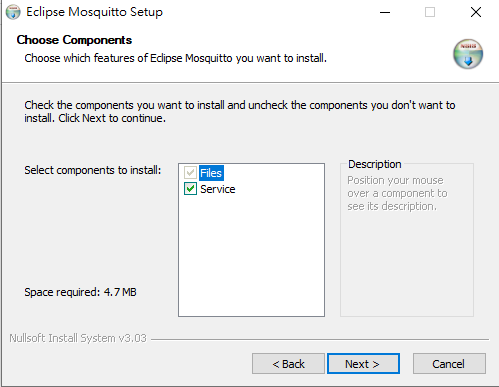 Eclipse Mosquitto Setup
Choose Components
Choose which features of Eclipse Mosquitto you want to install.
Check the components you want to install and uncheck the components you don't want to
install. Click Next to continue.
Select components to install:
Files
Service
Description
Position your mouse
over a component to
see its description.
Space required: 4.7 MB
Nullsoft Install System v3.03
< Back
Next >
Cancel